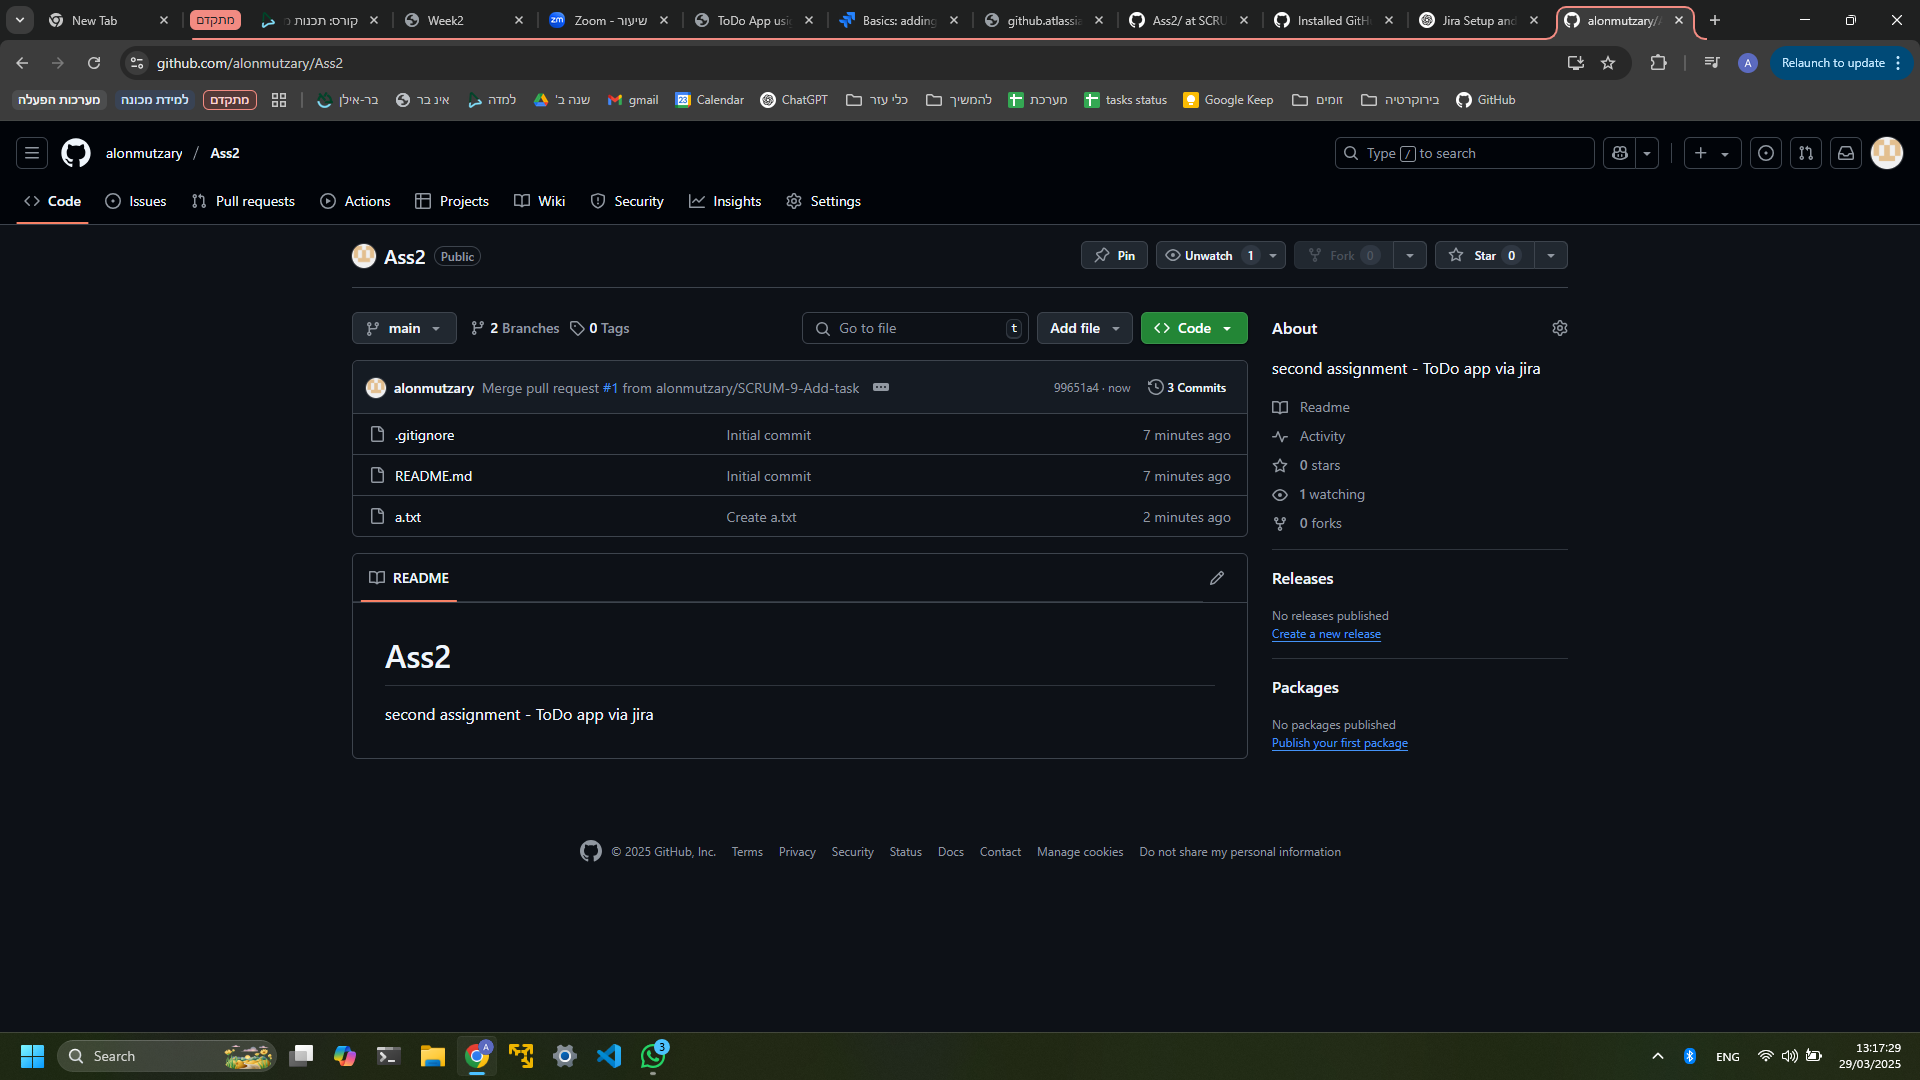 New Tab
מתקדם
קורס: תכנות מ
Week2
Zoom - שיעור
ToDo App usi
Basics: adding
github.atlassia
Ass2/ at SCRU
Installed GitH
Jira Setup and
alonmutzary/A
github.com/alonmutzary/Ass2
A
Relaunch to update
מערכות הפעלה
למידת מכונה
מתקדם
בר-אילן
אינ בר
למדה
שנה ב'
gmail
Calendar
ChatGPT
כלי עזר
להמשיך
מערכת
tasks status
Google Keep
זומים
בירוקרטיה
GitHub
alonmutzary / Ass2
Type / to search
Code
Issues
Pull requests
Actions
Projects
Wiki
Security
Insights
Settings
Ass2 Public
Pin
Unwatch 1
Fork 0
Star 0
main
2 Branches
0 Tags
Go to file t
Add file
Code
alonmutzary Merge pull request #1 from alonmutzary/SCRUM-9-Add-task
99651a4 · now
3 Commits
.gitignore Initial commit 7 minutes ago
README.md Initial commit 7 minutes ago
a.txt Create a.txt 2 minutes ago
README
Ass2
second assignment - ToDo app via jira
About
second assignment - ToDo app via jira
Readme
Activity
0 stars
1 watching
0 forks
Releases
No releases published
Create a new release
Packages
No packages published
Publish your first package
© 2025 GitHub, Inc. Terms Privacy Security Status Docs Contact Manage cookies Do not share my personal information
Search
A
3
ENG
13:17:29
29/03/2025